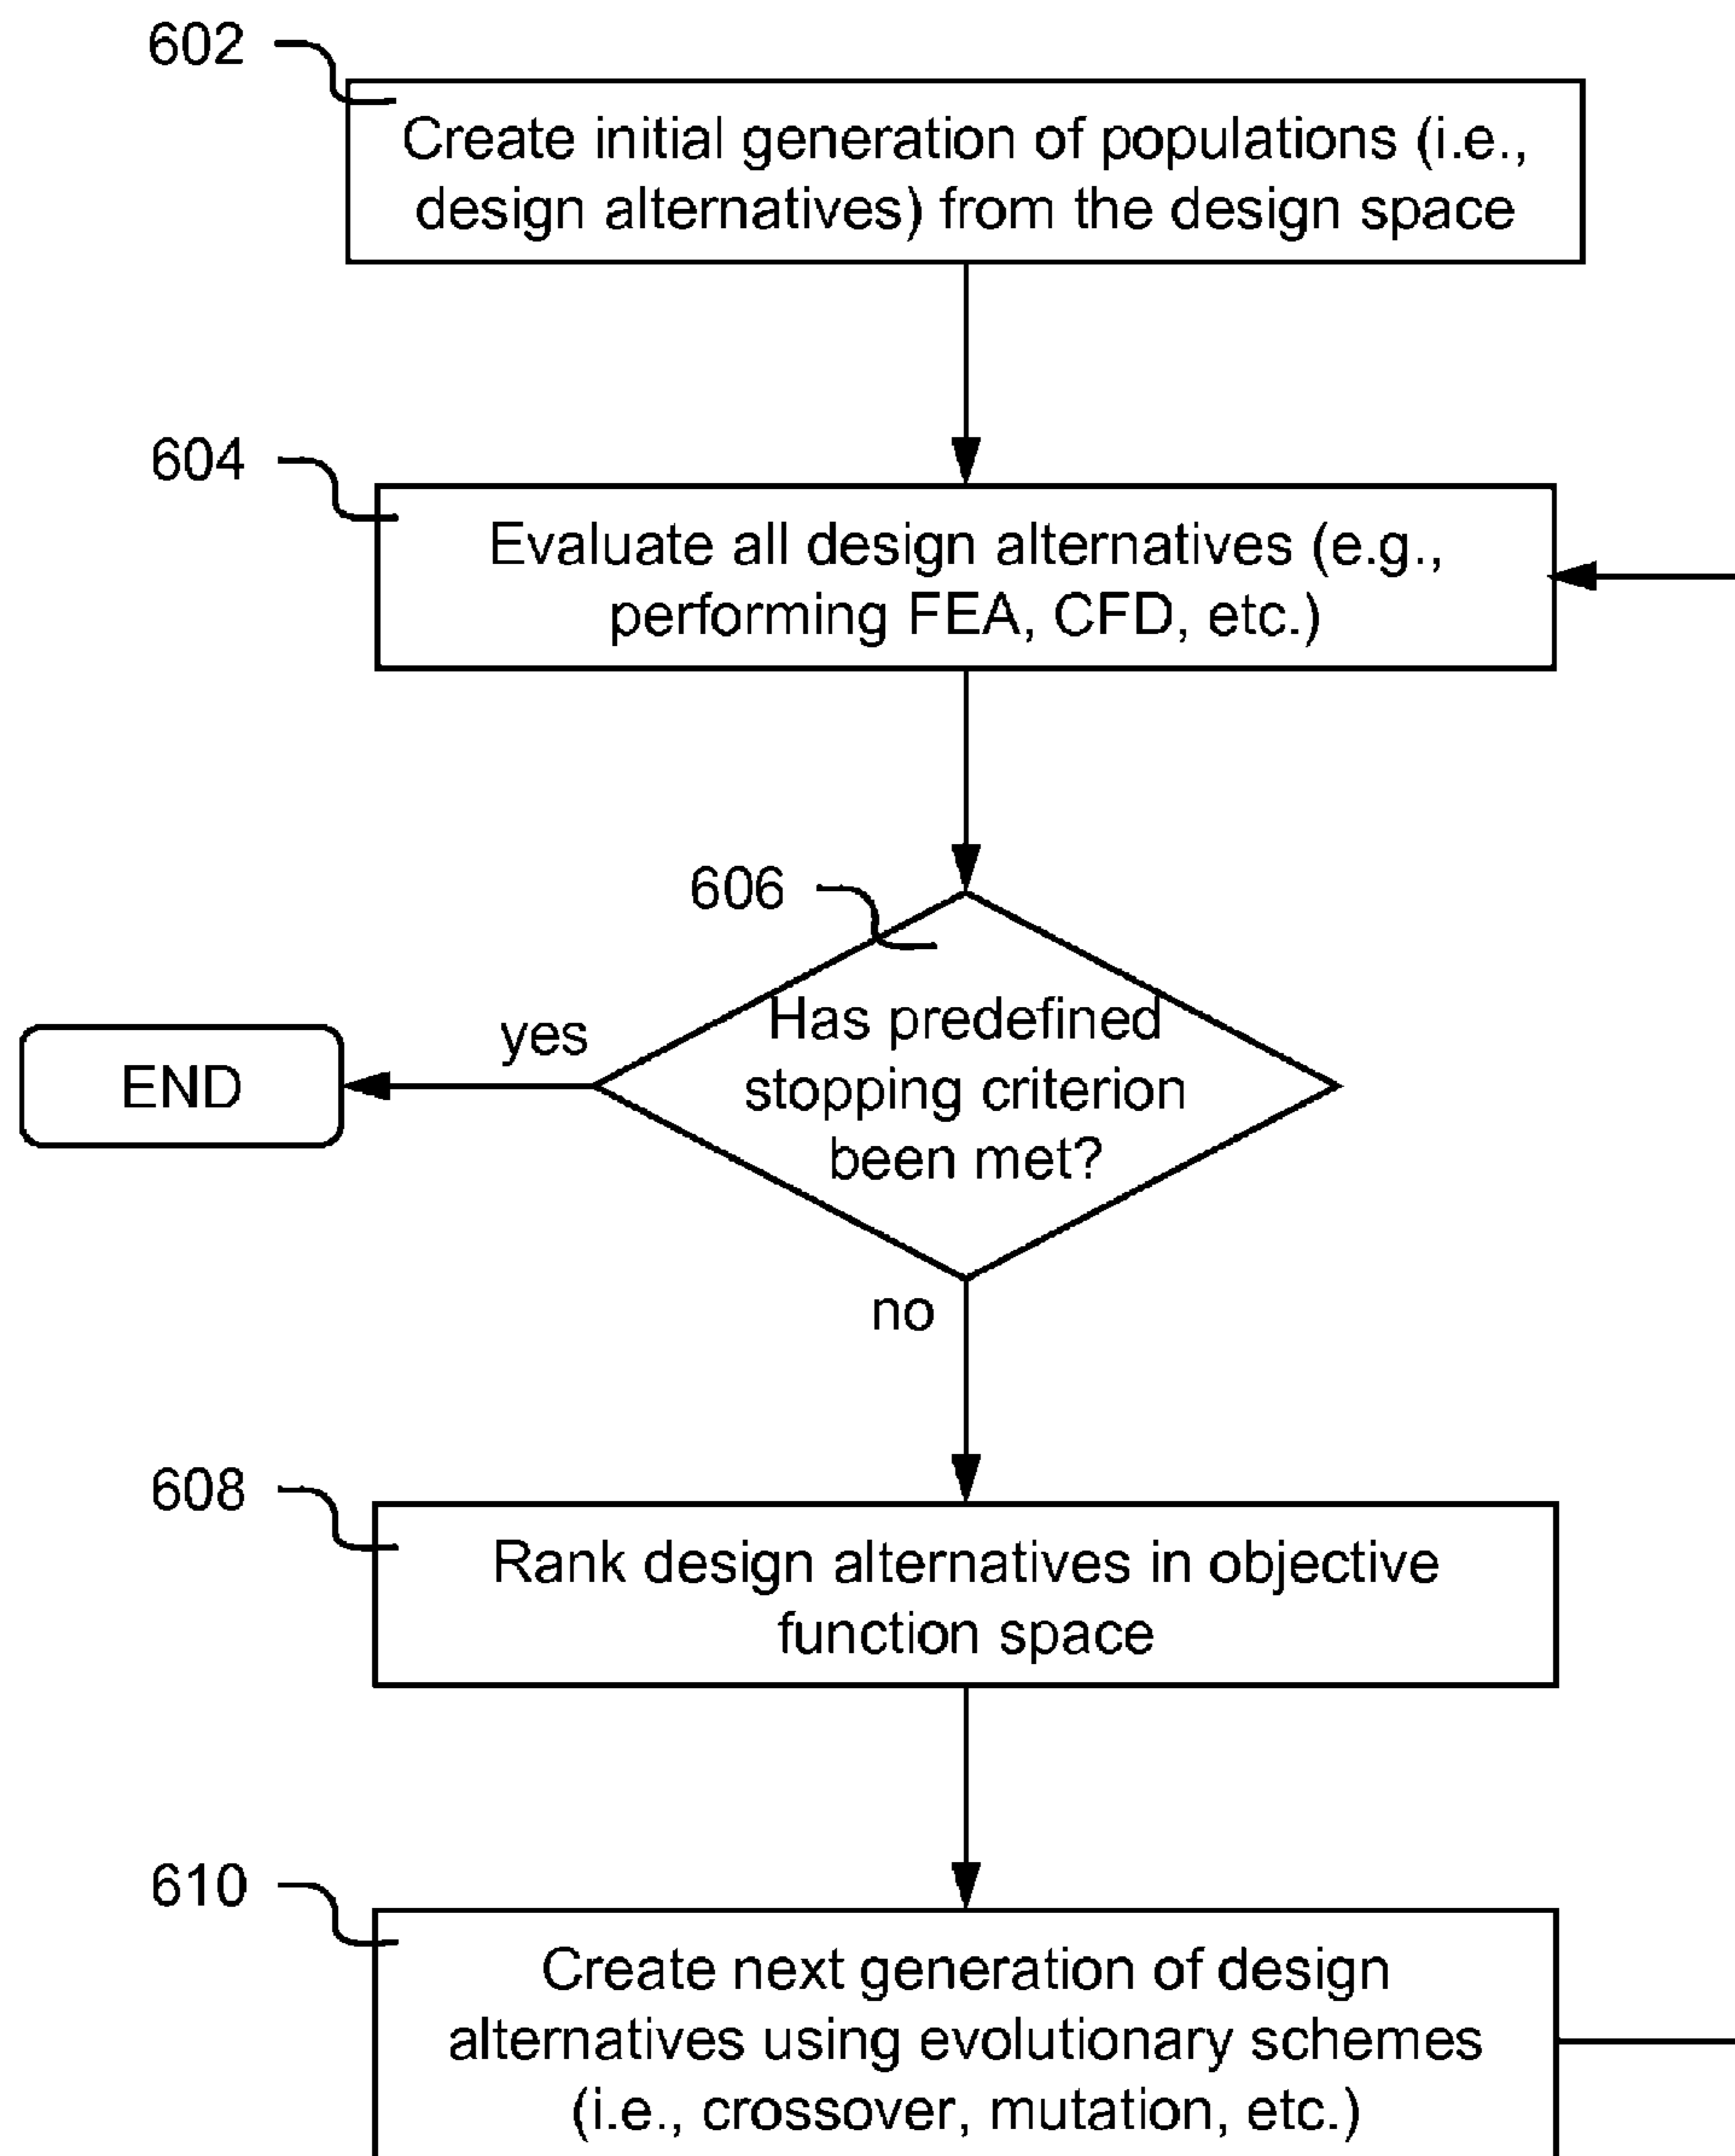 602
Create initial generation of populations (i.e.,
design alternatives) from the design space
604
Evaluate all design alternatives (e.g.,
performing FEA, CFD, etc.)
606
Has predefined
stopping criterion
been met?
yes
END
no
608
Rank design alternatives in objective
function space
610
Create next generation of design
alternatives using evolutionary schemes
(i.e., crossover, mutation, etc.)